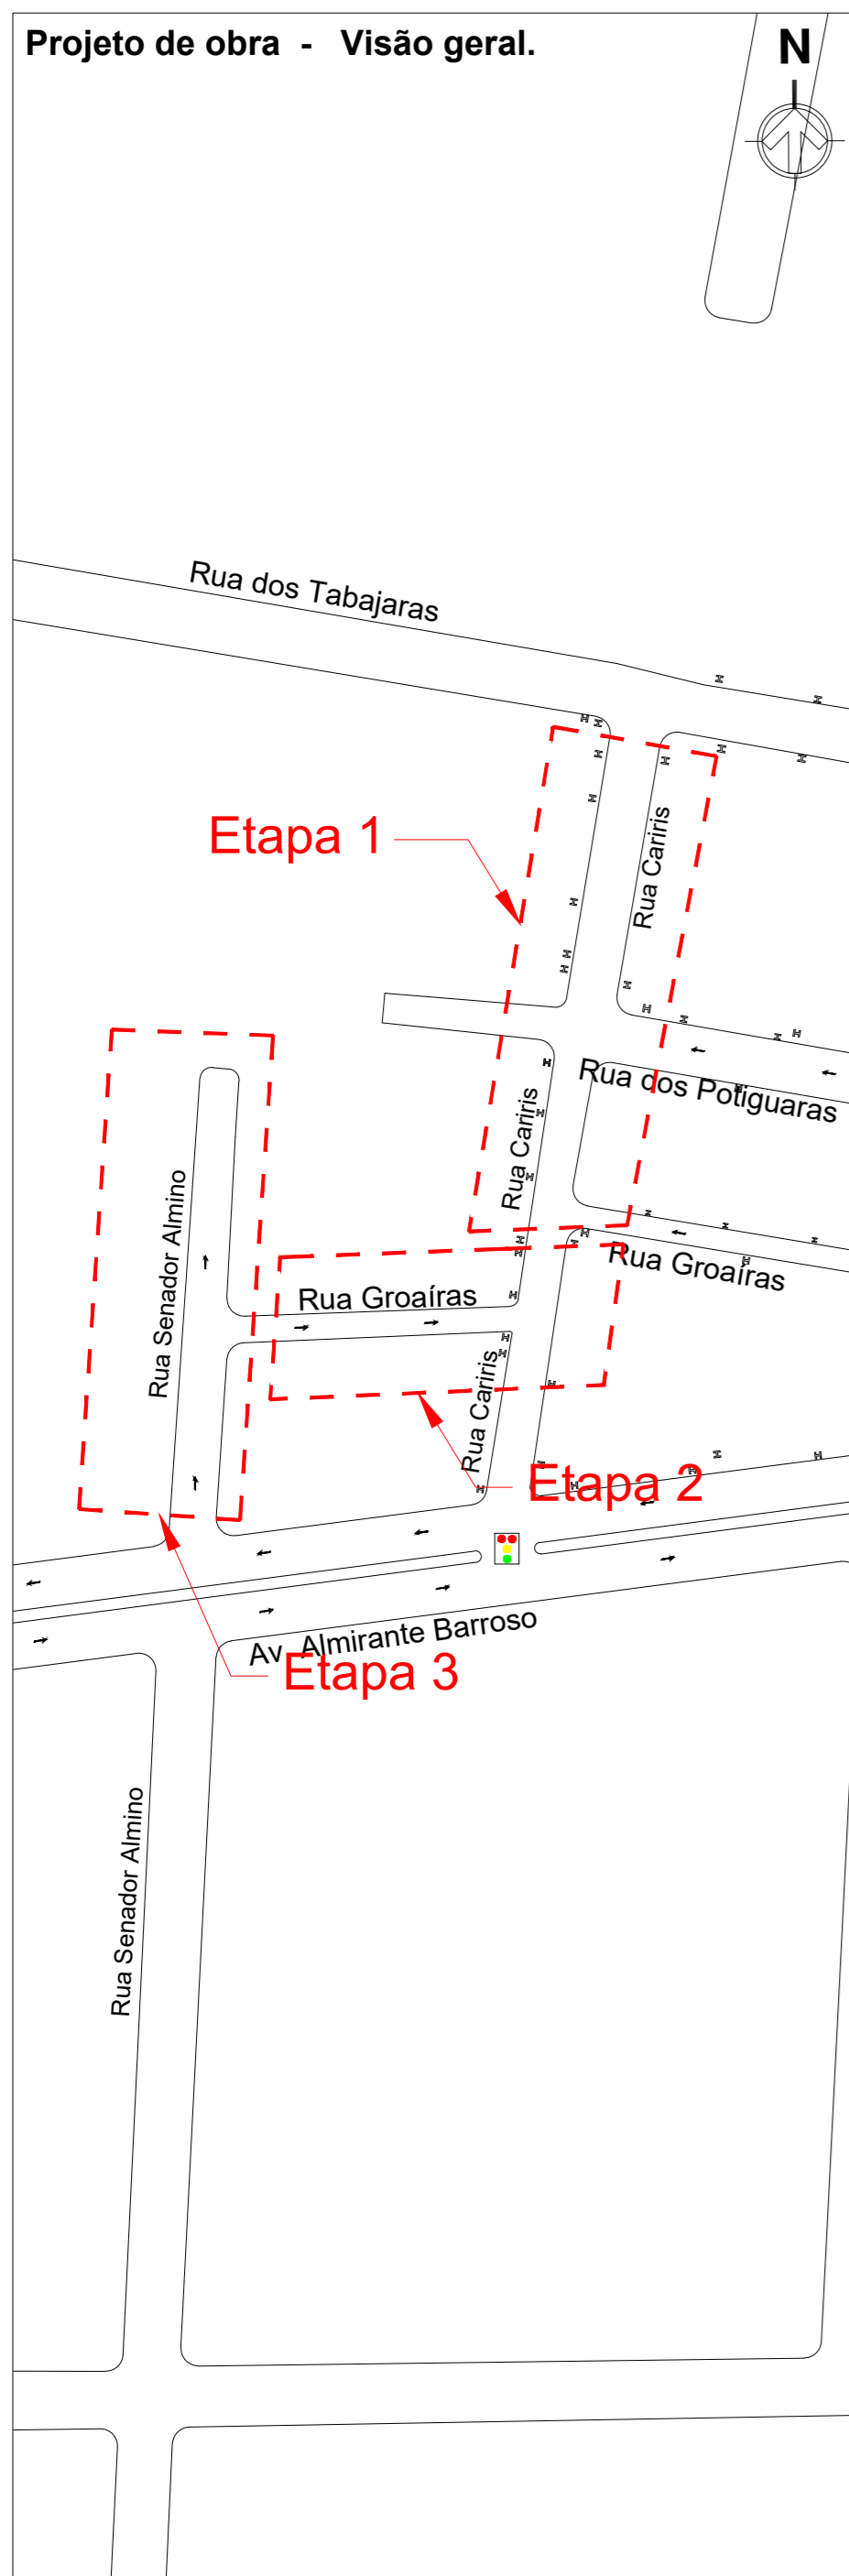 Projeto de obra - Visão geral.
N
Rua dos Tabajaras
Etapa 1
Rua Cariris
Rua dos Potiguaras
Rua Cariris
Rua Senador Almino
Rua Groaíras
Rua Groaíras
Rua Cariris
Etapa 2
Av. Almirante Barroso
Etapa 3
Rua Senador Almino